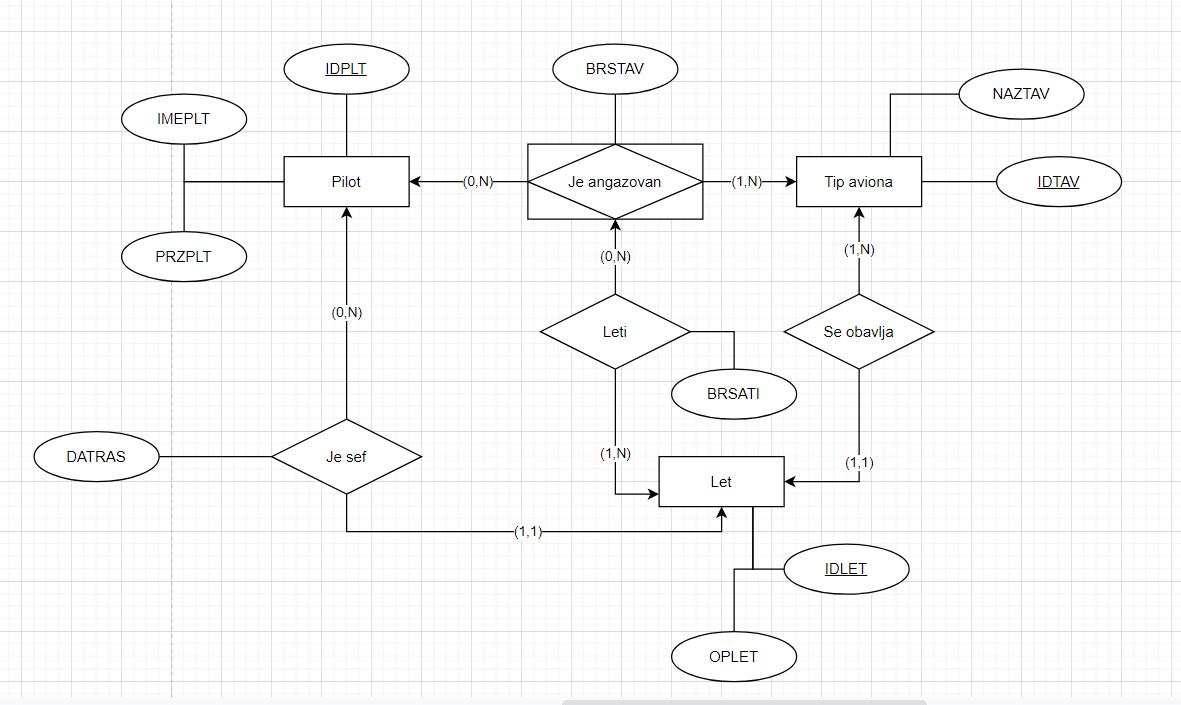 IDPLT
BRSTAV
NAZTAV
IMEPLT
Pilot
(0,N)
Je angazovan
(1,N)
Tip aviona
IDTAV
PRZPLT
(0,N)
(1,N)
(0,N)
Leti
Se obavlja
BRSATI
DATRAS
Je sef
(1,N)
(1,1)
Let
(1,1)
IDLET
OPLET